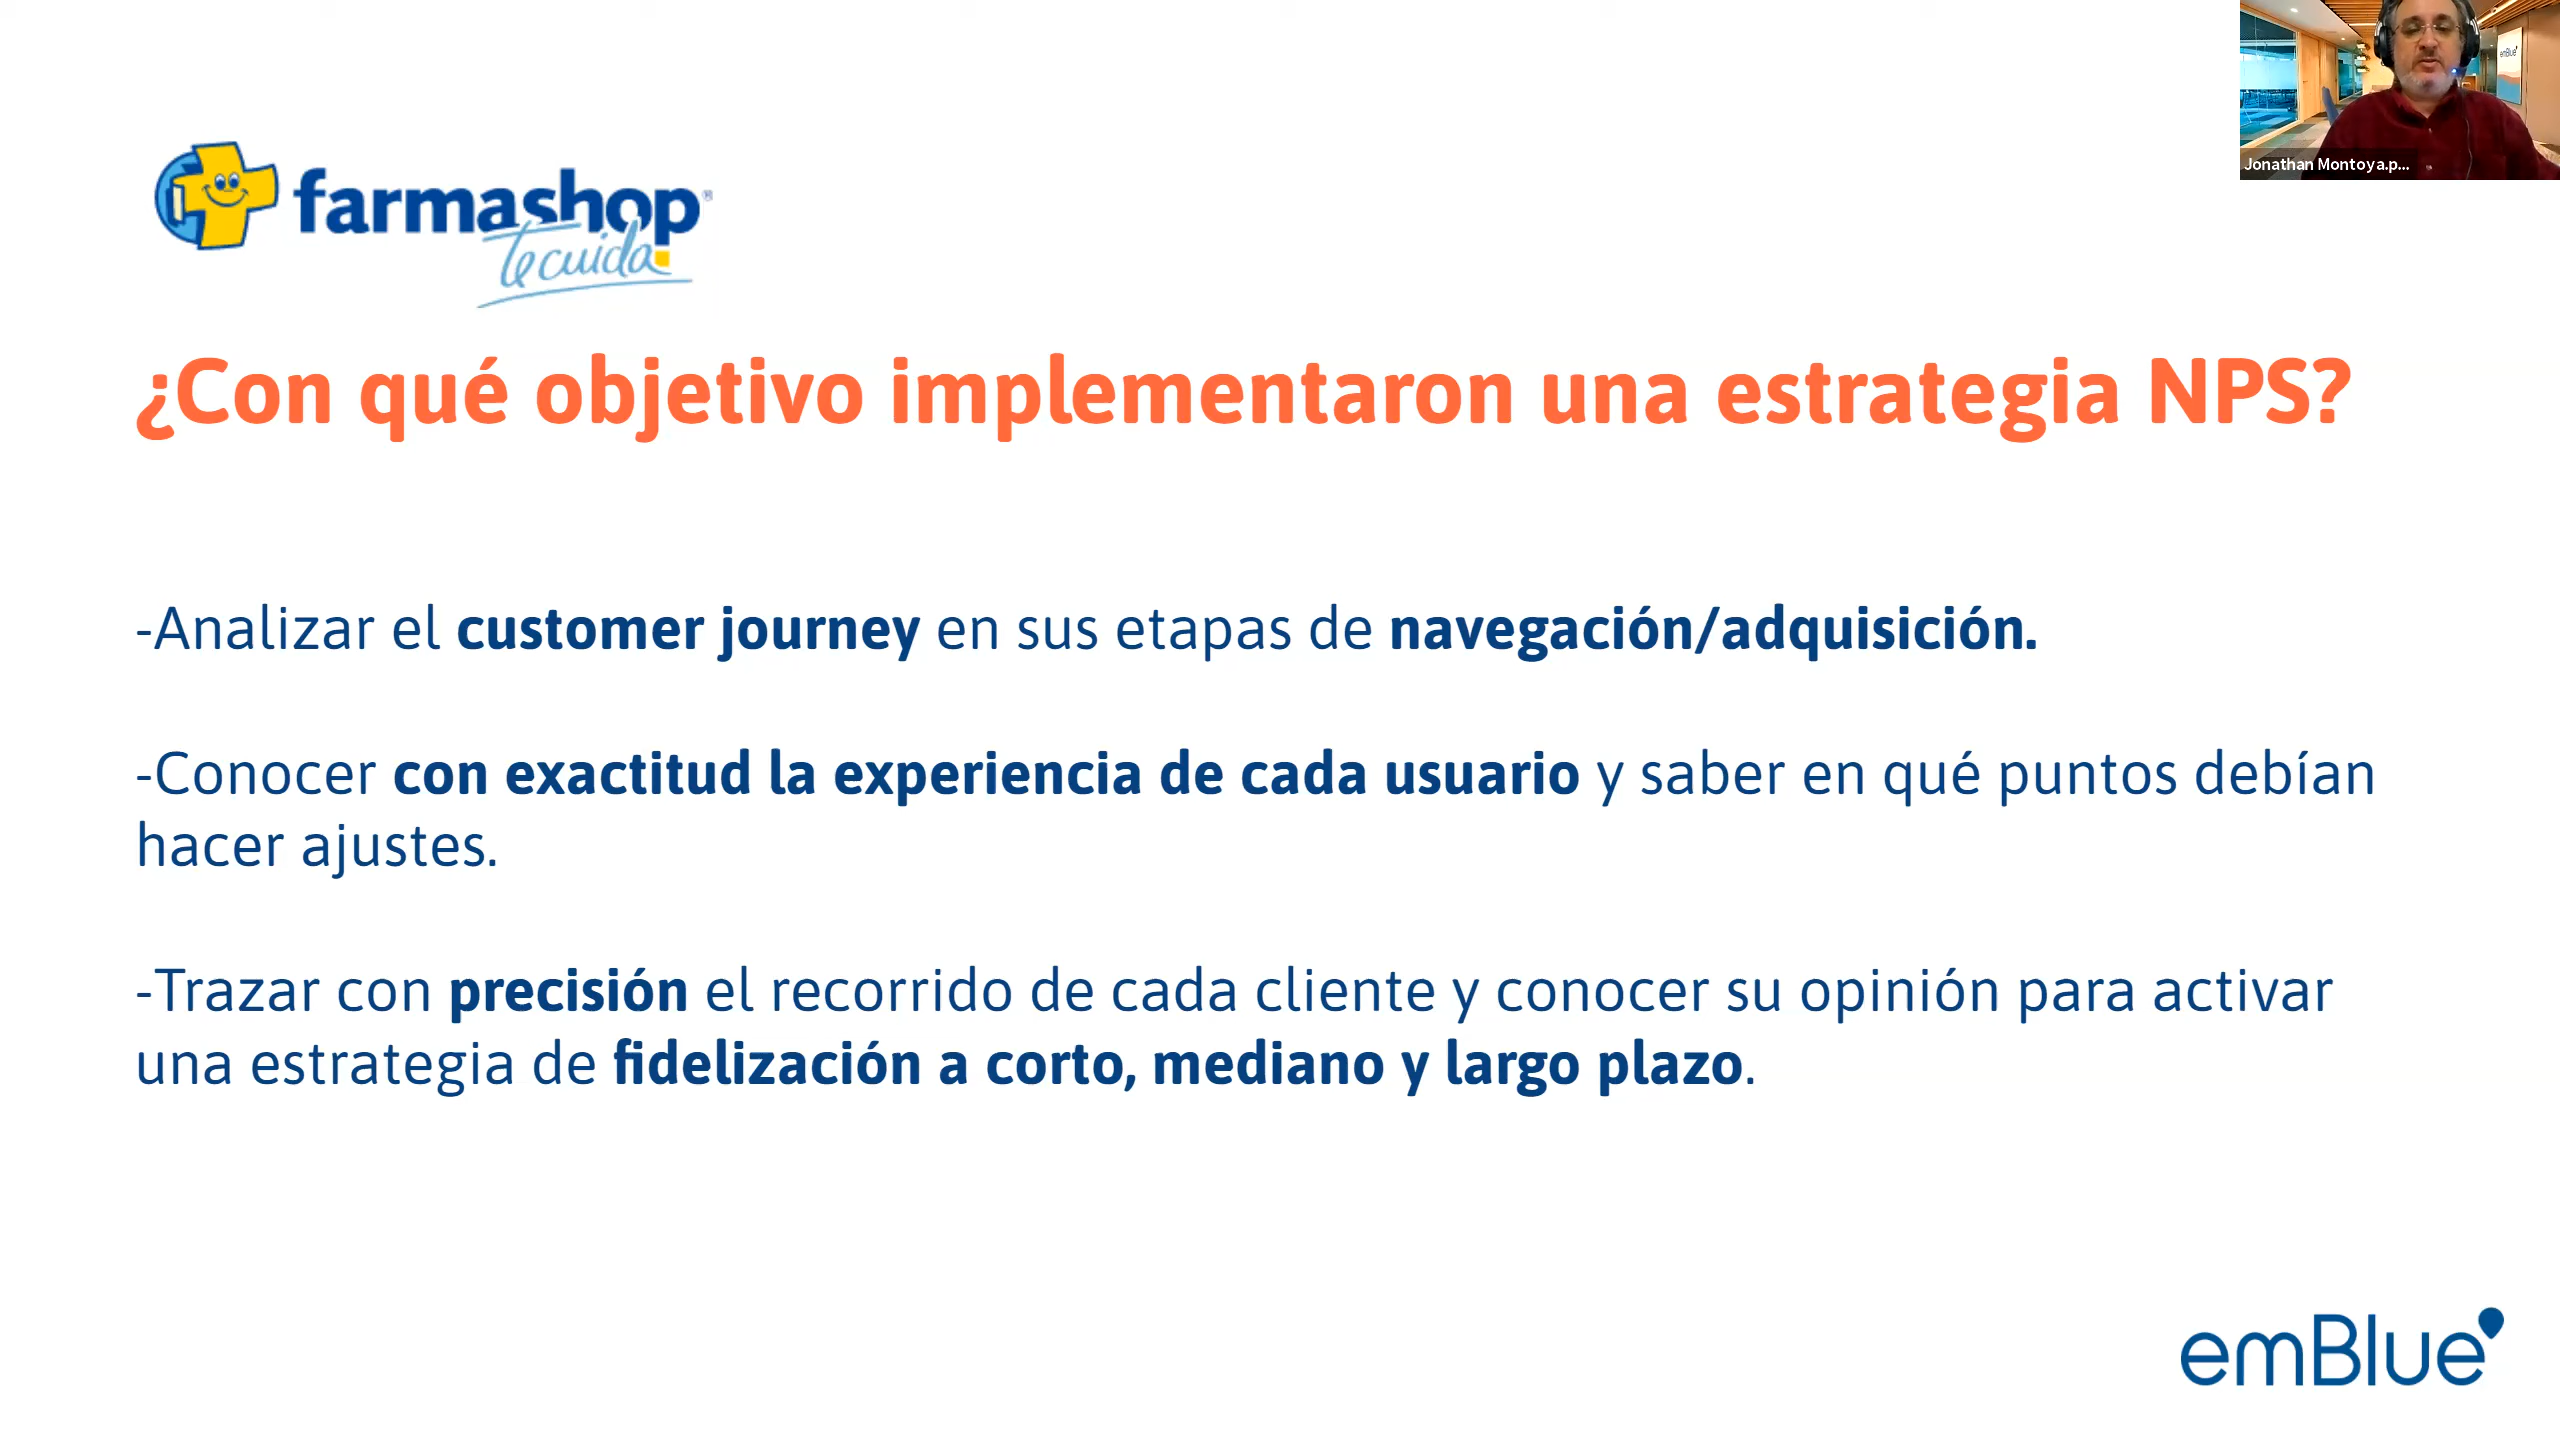 emBlue
Jonathan Montoya.p...
farmashop®
te cuida
¿Con qué objetivo implementaron una estrategia NPS?
-Analizar el customer journey en sus etapas de navegación/adquisición.
-Conocer con exactitud la experiencia de cada usuario y saber en qué puntos debían
hacer ajustes.
-Trazar con precisión el recorrido de cada cliente y conocer su opinión para activar
una estrategia de fidelización a corto, mediano y largo plazo.
emBlue